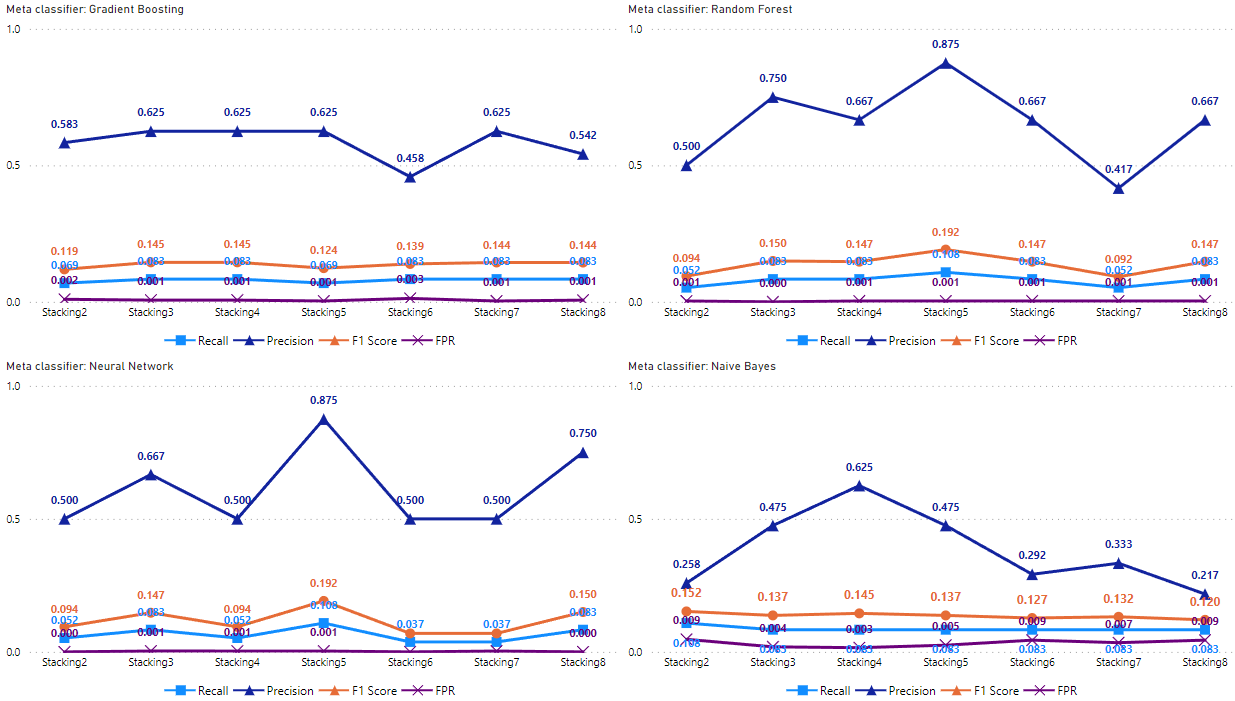 Meta classifier: Gradient Boosting
1.0
0.583 0.625 0.625 0.625 0.458 0.625 0.542
0.5
0.119 0.145 0.145 0.124 0.139 0.144 0.144
0.069 0.083 0.083 0.069 0.083 0.083 0.083
0.002 0.001 0.001 0.001 0.003 0.001 0.001
0.0
Stacking2 Stacking3 Stacking4 Stacking5 Stacking6 Stacking7 Stacking8
Recall Precision F1 Score FPR
Meta classifier: Random Forest
1.0
0.500 0.750 0.667 0.875 0.667 0.417 0.667
0.5
0.094 0.150 0.147 0.192 0.147 0.092 0.147
0.052 0.083 0.083 0.108 0.083 0.052 0.083
0.001 0.000 0.001 0.001 0.001 0.001 0.001
0.0
Stacking2 Stacking3 Stacking4 Stacking5 Stacking6 Stacking7 Stacking8
Recall Precision F1 Score FPR
Meta classifier: Neural Network
1.0
0.500 0.667 0.500 0.875 0.500 0.500 0.750
0.5
0.094 0.147 0.094 0.192 0.150
0.052 0.083 0.052 0.108 0.037 0.037 0.083
0.000 0.001 0.001 0.001 0.000
0.0
Stacking2 Stacking3 Stacking4 Stacking5 Stacking6 Stacking7 Stacking8
Recall Precision F1 Score FPR
Meta classifier: Naive Bayes
1.0
0.258 0.475 0.625 0.475 0.292 0.333 0.217
0.5
0.152 0.137 0.145 0.137 0.127 0.132 0.120
0.009 0.004 0.003 0.005 0.009 0.007 0.009
0.108 0.083 0.083 0.083 0.083 0.083 0.083
0.0
Stacking2 Stacking3 Stacking4 Stacking5 Stacking6 Stacking7 Stacking8
Recall Precision F1 Score FPR